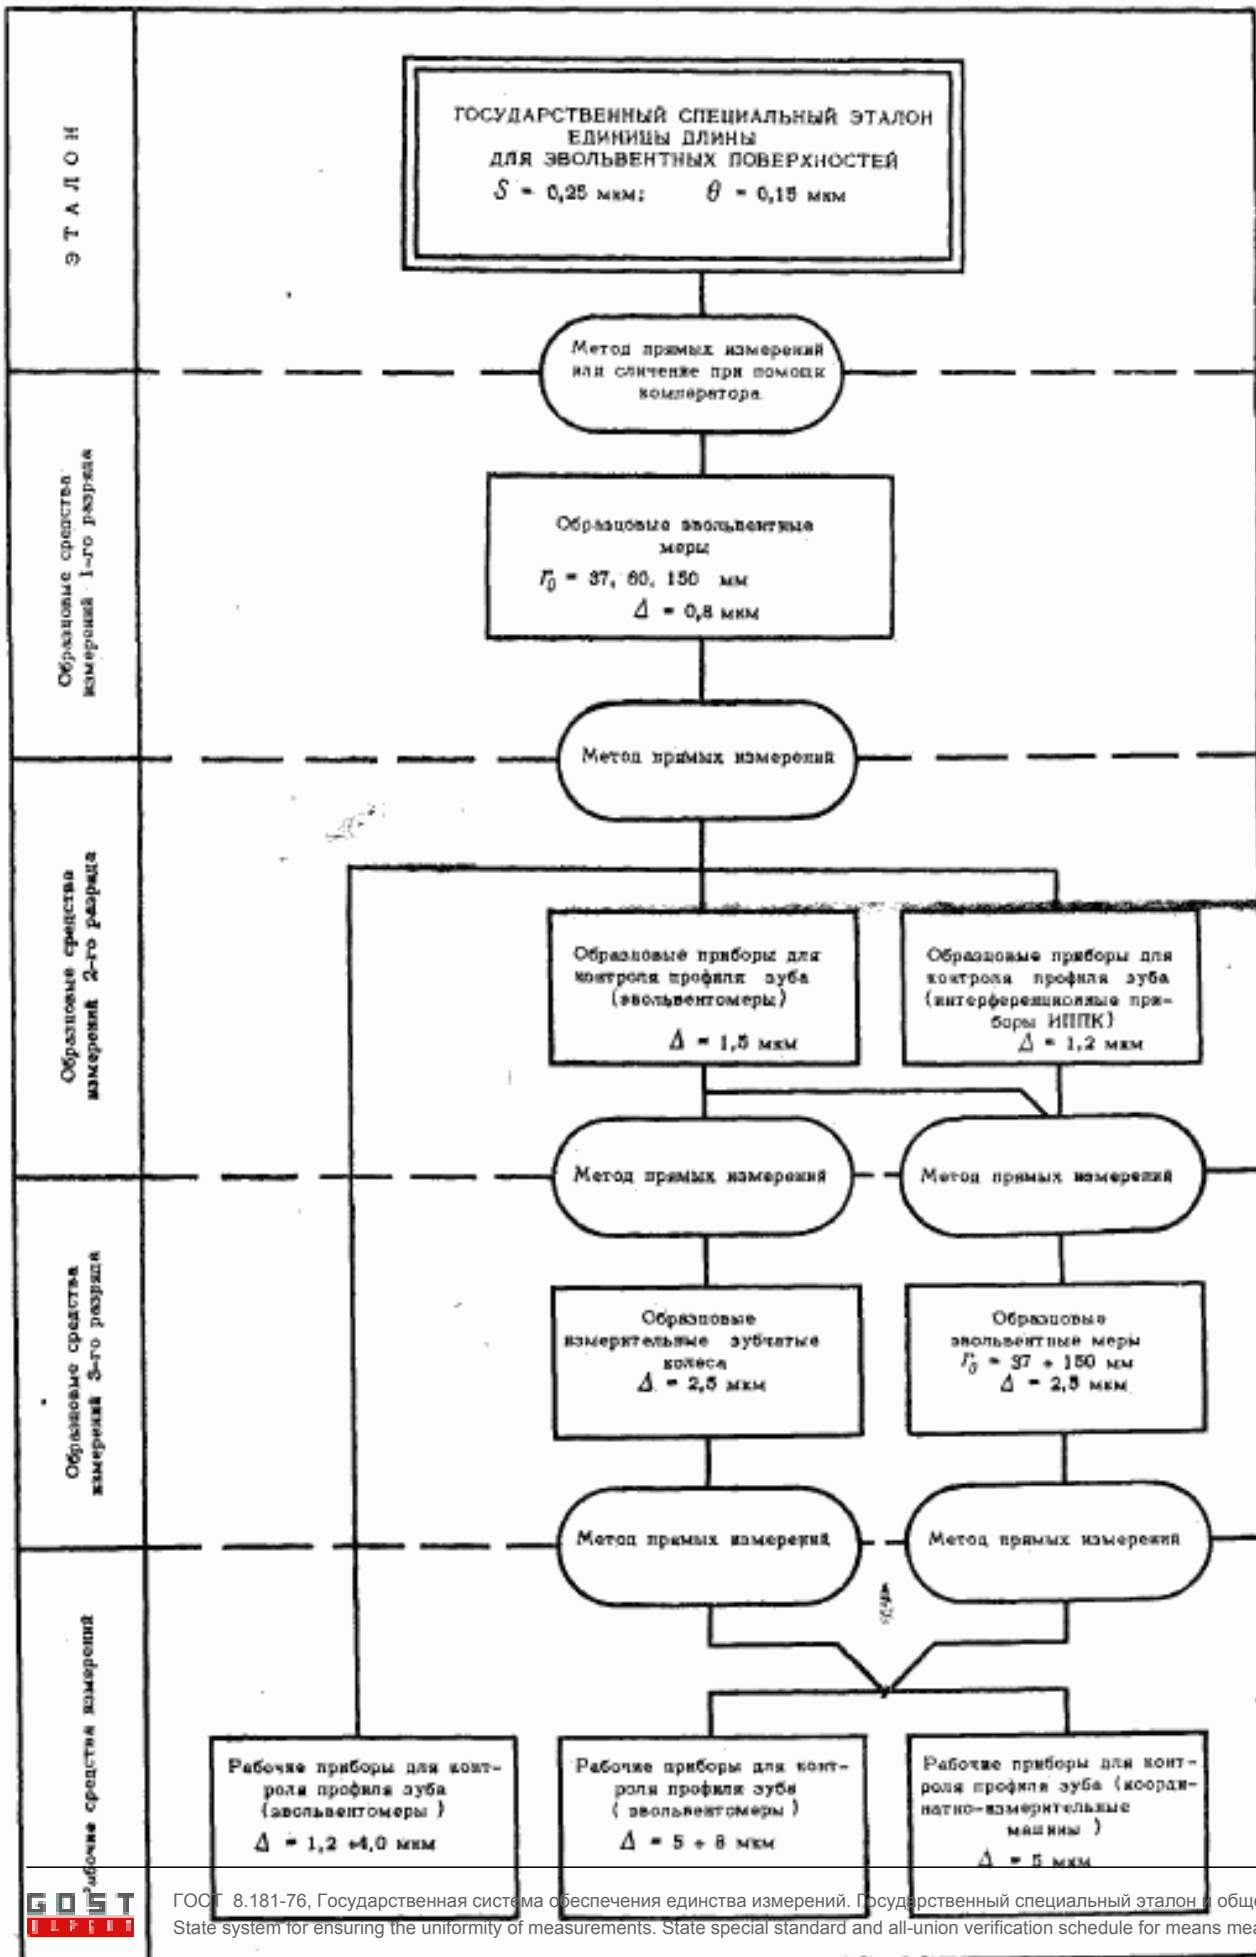 ЭТАЛОН
ГОСУДАРСТВЕННЫЙ СПЕЦИАЛЬНЫЙ ЭТАЛОН
ЕДИНИЦЫ ДЛИНЫ
ДЛЯ ЭВОЛЬВЕНТНЫХ ПОВЕРХНОСТЕЙ
S = 0,25 мкм; θ = 0,15 мкм
Метод прямых измерений
или сличение при помощи
компаратора
Образцовые средства
измерений 1-го разряда
Образцовые эвольвентные
меры
r₀ = 37, 60, 150 мм
Δ = 0,8 мкм
Метод прямых измерений
Образцовые средства
измерений 2-го разряда
Образцовые приборы для
контроля профиля зуба
(эвольвентомеры)
Δ = 1,5 мкм
Образцовые приборы для
контроля профиля зуба
(интерференционные при-
боры ИППК)
Δ = 1,2 мкм
Метод прямых измерений
Метод прямых измерений
Образцовые средства
измерений 3-го разряда
Образцовые
измерительные зубчатые
колеса
Δ = 2,5 мкм
Образцовые
эвольвентные меры
r₀ = 37 ÷ 150 мм
Δ = 2,5 мкм
Метод прямых измерений
Метод прямых измерений
Рабочие средства измерений
Рабочие приборы для конт-
роля профиля зуба
(эвольвентомеры)
Δ = 1,2 ÷4,0 мкм
Рабочие приборы для конт-
роля профиля зуба
(эвольвентомеры)
Δ = 5 ÷ 8 мкм
Рабочие приборы для конт-
роля профиля зуба (коорди-
натно-измерительные
машины)
Δ = 5 мкм
GOST
ГОСТ 8.181-76, Государственная система обеспечения единства измерений. Государственный специальный эталон и обще
State system for ensuring the uniformity of measurements. State special standard and all-union verification schedule for means mea